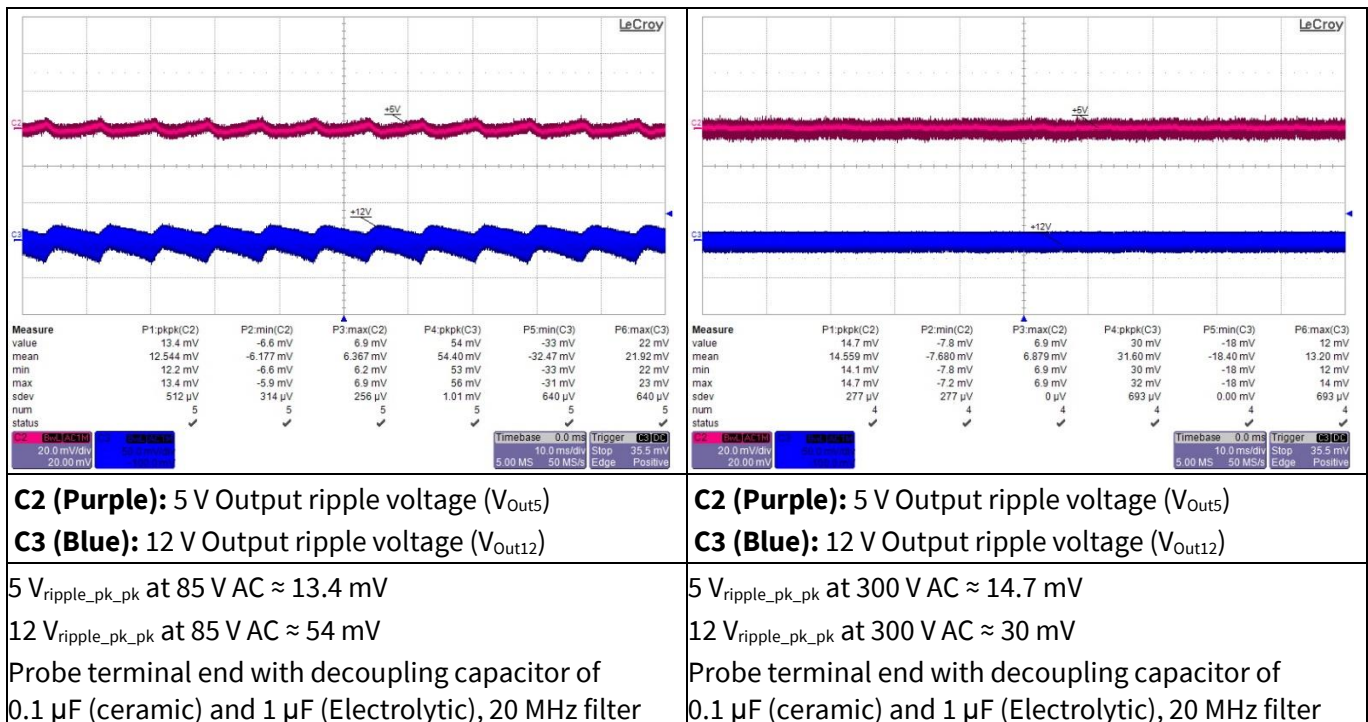 LeCroy
+5V
C2
+12V
C3
Measure P1:pkpk(C2) P2:min(C2) P3:max(C2) P4:pkpk(C3) P5:min(C3) P6:max(C3)
value 13.4 mV -6.6 mV 6.9 mV 54 mV -33 mV 22 mV
mean 12.544 mV -6.177 mV 6.367 mV 54.40 mV -32.47 mV 21.92 mV
min 12.2 mV -6.6 mV 6.2 mV 53 mV -33 mV 22 mV
max 13.4 mV -5.9 mV 6.9 mV 56 mV -31 mV 23 mV
sdev 512 µV 314 µV 256 µV 1.01 mV 640 µV 640 µV
num 5 5 5 5 5 5
status ✔ ✔ ✔ ✔ ✔ ✔
C2 BwL AC1M
20.0 mV/div
20.00 mV
Timebase 0.0 ms Trigger C3 DC
10.0 ms/div Stop 35.5 mV
5.00 MS 50 MS/s Edge Positive
LeCroy
+5V
C2
+12V
C3
Measure P1:pkpk(C2) P2:min(C2) P3:max(C2) P4:pkpk(C3) P5:min(C3) P6:max(C3)
value 14.7 mV -7.8 mV 6.9 mV 30 mV -18 mV 12 mV
mean 14.559 mV -7.680 mV 6.879 mV 31.60 mV -18.40 mV 13.20 mV
min 14.1 mV -7.8 mV 6.9 mV 30 mV -18 mV 12 mV
max 14.7 mV -7.2 mV 6.9 mV 32 mV -18 mV 14 mV
sdev 277 µV 277 µV 0 µV 693 µV 0.00 mV 693 µV
num 4 4 4 4 4 4
status ✔ ✔ ✔ ✔ ✔ ✔
C2 BwL AC1M
20.0 mV/div
20.00 mV
Timebase 0.0 ms Trigger C3 DC
10.0 ms/div Stop 35.5 mV
5.00 MS 50 MS/s Edge Positive
C2 (Purple): 5 V Output ripple voltage (VOut5)
C3 (Blue): 12 V Output ripple voltage (VOut12)
C2 (Purple): 5 V Output ripple voltage (VOut5)
C3 (Blue): 12 V Output ripple voltage (VOut12)
5 Vripple_pk_pk at 85 V AC ≈ 13.4 mV
12 Vripple_pk_pk at 85 V AC ≈ 54 mV
Probe terminal end with decoupling capacitor of
0.1 µF (ceramic) and 1 µF (Electrolytic), 20 MHz filter
5 Vripple_pk_pk at 300 V AC ≈ 14.7 mV
12 Vripple_pk_pk at 300 V AC ≈ 30 mV
Probe terminal end with decoupling capacitor of
0.1 µF (ceramic) and 1 µF (Electrolytic), 20 MHz filter